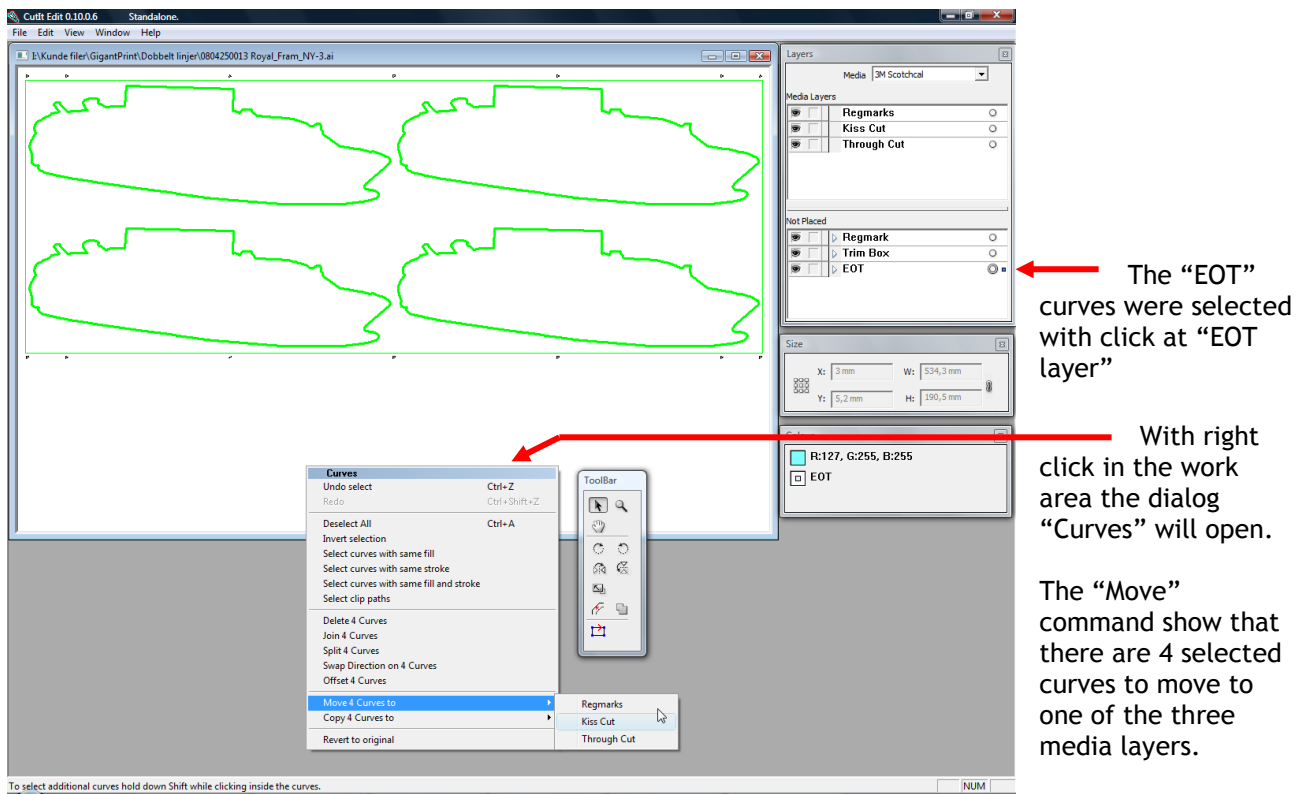 CutIt Edit 0.10.0.6 Standalone.
File Edit View Window Help
I:\Kunde filer\GigantPrint\Dobbelt linjer\0804250013 Royal_Fram_NY-3.ai
Layers
Media 3M Scotchcal
Media Layers
Regmarks
Kiss Cut
Through Cut
Not Placed
Regmark
Trim Box
EOT
Size
X: 3 mm W: 534,3 mm
Y: 5,2 mm H: 190,5 mm
R:127, G:255, B:255
EOT
Curves
Undo select Ctrl+Z
Redo Ctrl+Shift+Z
Deselect All Ctrl+A
Invert selection
Select curves with same fill
Select curves with same stroke
Select curves with same fill and stroke
Select clip paths
Delete 4 Curves
Join 4 Curves
Split 4 Curves
Swap Direction on 4 Curves
Offset 4 Curves
Move 4 Curves to
Copy 4 Curves to
Revert to original
Regmarks
Kiss Cut
Through Cut
ToolBar
To select additional curves hold down Shift while clicking inside the curves.
NUM
The “EOT”
curves were selected
with click at “EOT
layer”
With right
click in the work
area the dialog
“Curves” will open.
The “Move”
command show that
there are 4 selected
curves to move to
one of the three
media layers.